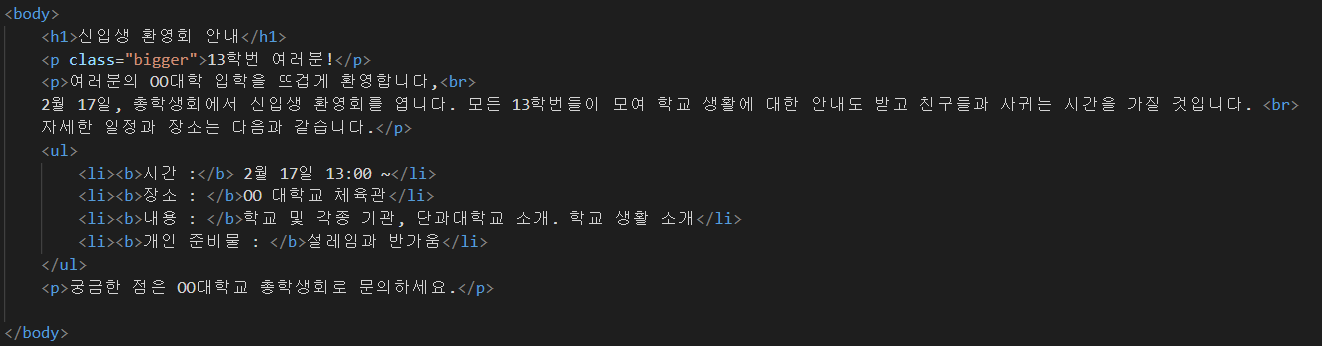 <body>
<h1>신입생 환영회 안내</h1>
<p class="bigger">13학번 여러분!</p>
<p>여러분의 OO대학 입학을 뜨겁게 환영합니다,<br>
2월 17일, 총학생회에서 신입생 환영회를 엽니다. 모든 13학번들이 모여 학교 생활에 대한 안내도 받고 친구들과 사귀는 시간을 가질 것입니다. <br>
자세한 일정과 장소는 다음과 같습니다.</p>
<ul>
<li><b>시간 :</b> 2월 17일 13:00 ~</li>
<li><b>장소 : </b>OO 대학교 체육관</li>
<li><b>내용 : </b>학교 및 각종 기관, 단과대학교 소개. 학교 생활 소개</li>
<li><b>개인 준비물 : </b>설레임과 반가움</li>
</ul>
<p>궁금한 점은 OO대학교 총학생회로 문의하세요.</p>
</body>